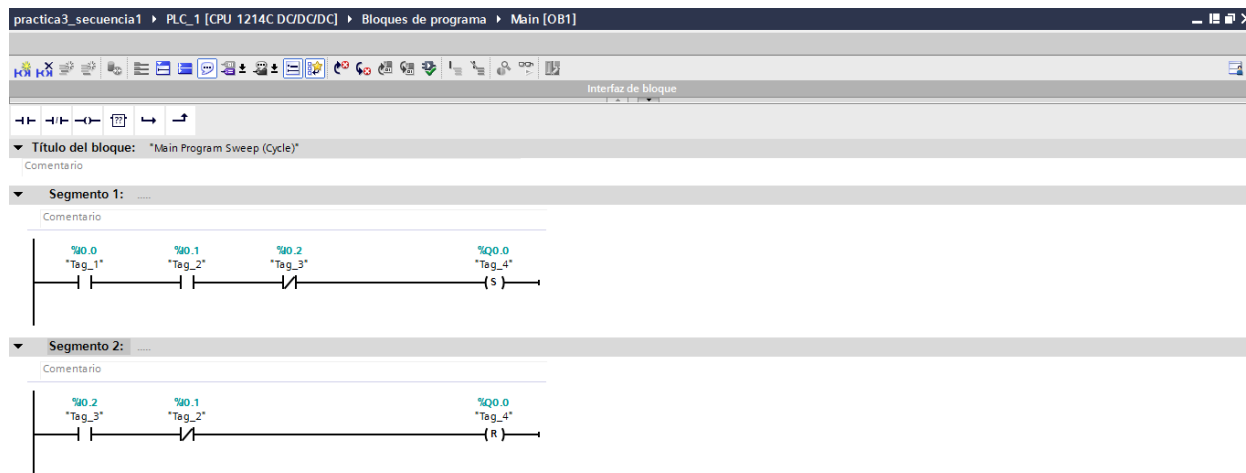 practica3_secuencia1 ▸ PLC_1 [CPU 1214C DC/DC/DC] ▸ Bloques de programa ▸ Main [OB1]
Interfaz de bloque
??
Título del bloque: "Main Program Sweep (Cycle)"
Comentario
Segmento 1: .....
Comentario
%I0.0 %I0.1 %I0.2 %Q0.0
"Tag_1" "Tag_2" "Tag_3" "Tag_4"
S
Segmento 2: .....
Comentario
%I0.2 %I0.1 %Q0.0
"Tag_3" "Tag_2" "Tag_4"
R